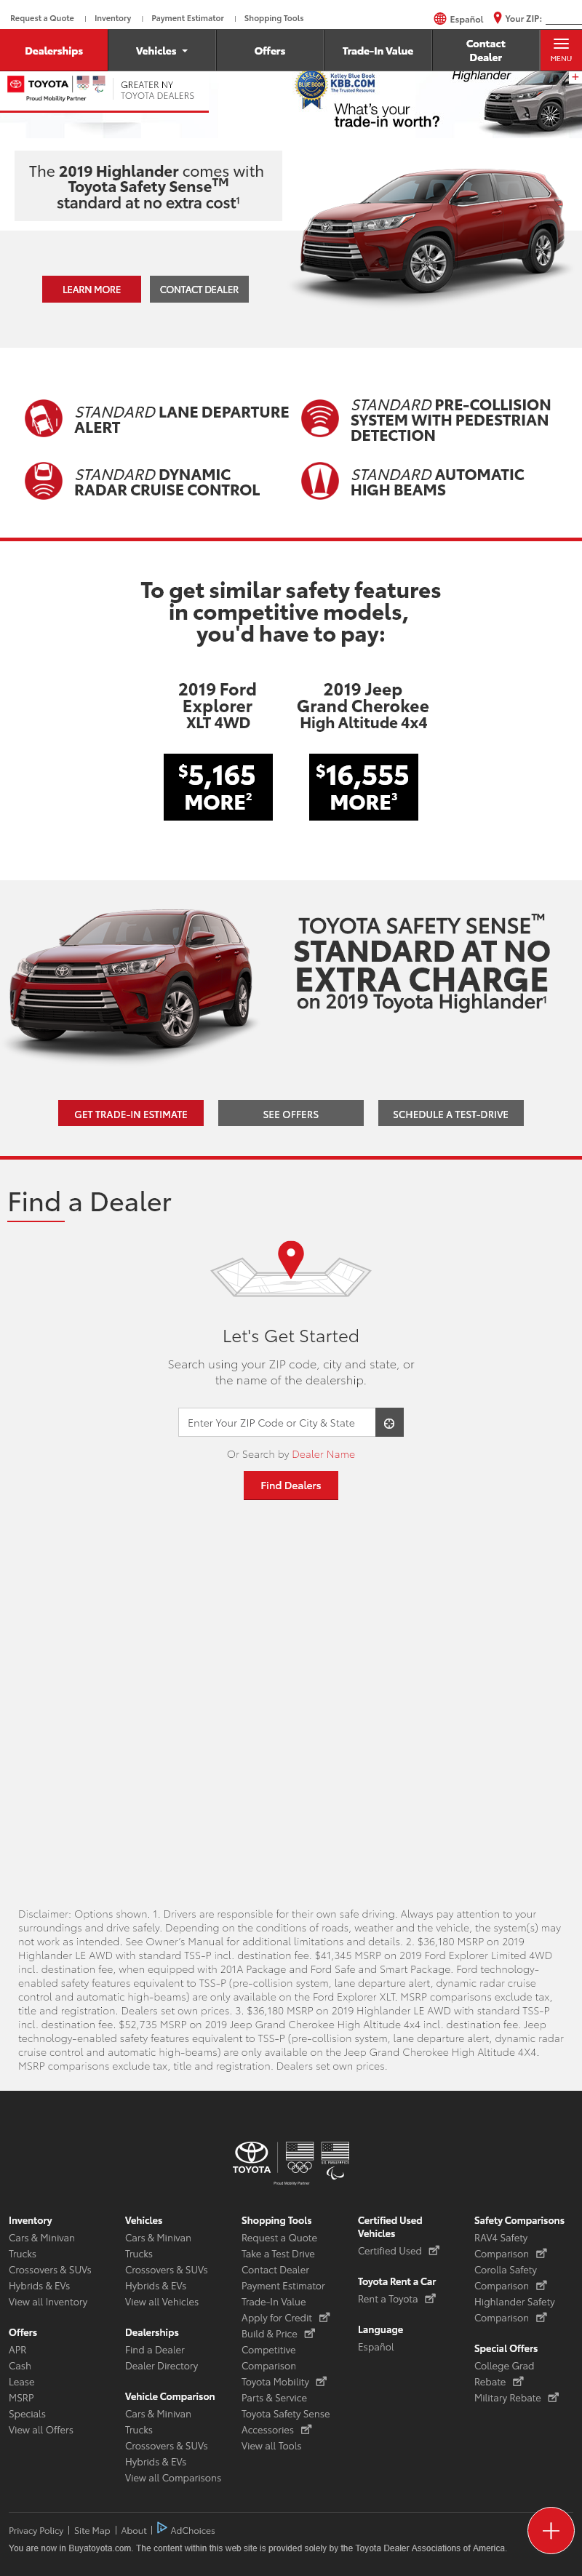 Request a Quote | Inventory | Payment Estimator | Shopping Tools
Español Your ZIP:
Dealerships Vehicles Offers Trade-In Value Contact Dealer MENU
TOYOTA
Proud Mobility Partner
GREATER NY
TOYOTA DEALERS
BLUE BOOK
Kelley Blue Book
KBB.COM
The Trusted Resource
What's your
trade-in worth?
Highlander
The 2019 Highlander comes with
Toyota Safety Sense™
standard at no extra cost¹
LEARN MORE CONTACT DEALER
STANDARD LANE DEPARTURE
ALERT
STANDARD PRE-COLLISION
SYSTEM WITH PEDESTRIAN
DETECTION
STANDARD DYNAMIC
RADAR CRUISE CONTROL
STANDARD AUTOMATIC
HIGH BEAMS
To get similar safety features
in competitive models,
you'd have to pay:
2019 Ford
Explorer
XLT 4WD
$5,165
MORE²
2019 Jeep
Grand Cherokee
High Altitude 4x4
$16,555
MORE³
TOYOTA SAFETY SENSE™
STANDARD AT NO
EXTRA CHARGE
on 2019 Toyota Highlander¹
GET TRADE-IN ESTIMATE SEE OFFERS SCHEDULE A TEST-DRIVE
Find a Dealer
Let's Get Started
Search using your ZIP code, city and state, or
the name of the dealership.
Enter Your ZIP Code or City & State
Or Search by Dealer Name
Find Dealers
Disclaimer: Options shown. 1. Drivers are responsible for their own safe driving. Always pay attention to your
surroundings and drive safely. Depending on the conditions of roads, weather and the vehicle, the system(s) may
not work as intended. See Owner's Manual for additional limitations and details. 2. $36,180 MSRP on 2019
Highlander LE AWD with standard TSS-P incl. destination fee. $41,345 MSRP on 2019 Ford Explorer Limited 4WD
incl. destination fee, when equipped with 201A Package and Ford Safe and Smart Package. Ford technology-
enabled safety features equivalent to TSS-P (pre-collision system, lane departure alert, dynamic radar cruise
control and automatic high-beams) are only available on the Ford Explorer XLT. MSRP comparisons exclude tax,
title and registration. Dealers set own prices. 3. $36,180 MSRP on 2019 Highlander LE AWD with standard TSS-P
incl. destination fee. $52,735 MSRP on 2019 Jeep Grand Cherokee High Altitude 4x4 incl. destination fee. Jeep
technology-enabled safety features equivalent to TSS-P (pre-collision system, lane departure alert, dynamic radar
cruise control and automatic high-beams) are only available on the Jeep Grand Cherokee High Altitude 4X4.
MSRP comparisons exclude tax, title and registration. Dealers set own prices.
TOYOTA
Proud Mobility Partner
Inventory
Cars & Minivan
Trucks
Crossovers & SUVs
Hybrids & EVs
View all Inventory
Offers
APR
Cash
Lease
MSRP
Specials
View all Offers
Vehicles
Cars & Minivan
Trucks
Crossovers & SUVs
Hybrids & EVs
View all Vehicles
Dealerships
Find a Dealer
Dealer Directory
Vehicle Comparison
Cars & Minivan
Trucks
Crossovers & SUVs
Hybrids & EVs
View all Comparisons
Shopping Tools
Request a Quote
Take a Test Drive
Contact Dealer
Payment Estimator
Trade-In Value
Apply for Credit
Build & Price
Competitive
Comparison
Toyota Mobility
Parts & Service
Toyota Safety Sense
Accessories
View all Tools
Certified Used
Vehicles
Certified Used
Toyota Rent a Car
Rent a Toyota
Language
Español
Safety Comparisons
RAV4 Safety
Comparison
Corolla Safety
Comparison
Highlander Safety
Comparison
Special Offers
College Grad
Rebate
Military Rebate
Privacy Policy | Site Map | About | AdChoices
You are now in Buyatoyota.com. The content within this web site is provided solely by the Toyota Dealer Associations of America.